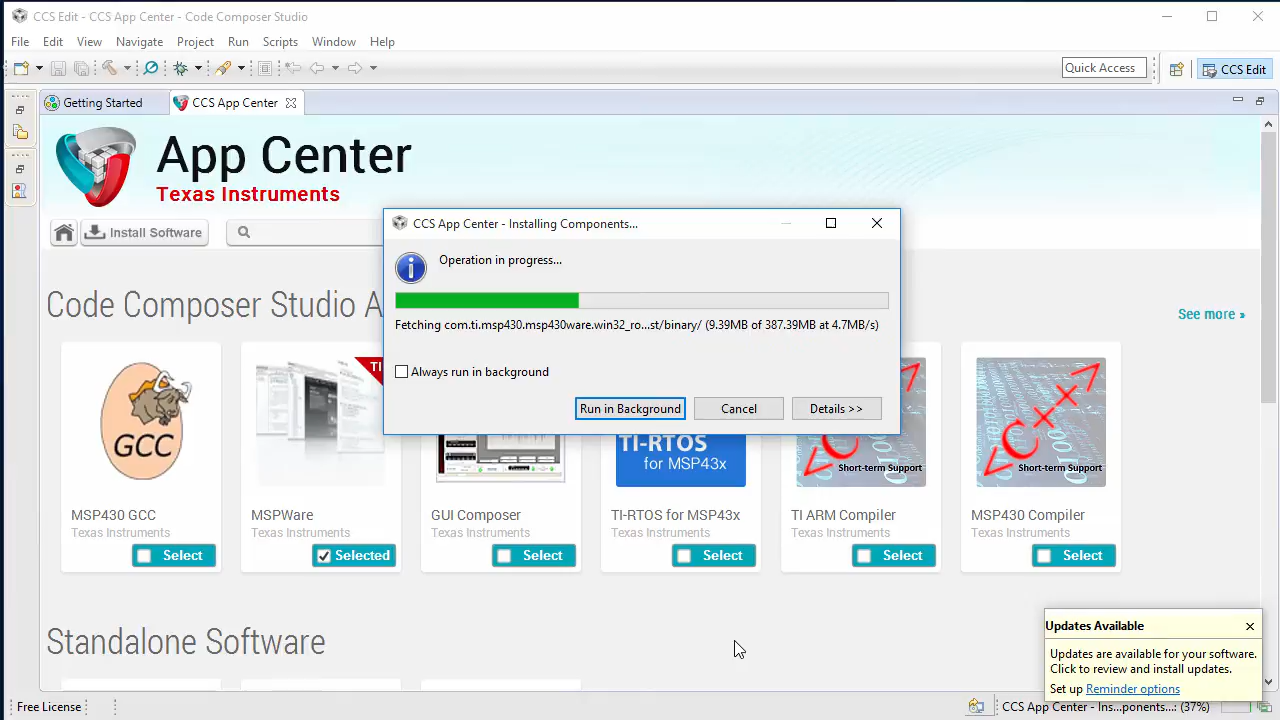 CCS Edit - CCS App Center - Code Composer Studio
File Edit View Navigate Project Run Scripts Window Help
Quick Access
CCS Edit
Getting Started
CCS App Center
App Center
Texas Instruments
Install Software
CCS App Center - Installing Components...
Operation in progress...
Fetching com.ti.msp430.msp430ware.win32_ro...st/binary/ (9.39MB of 387.39MB at 4.7MB/s)
Always run in background
Run in Background
Cancel
Details >>
Code Composer Studio A
See more »
GCC
TI
TI-RTOS
for MSP43x
Short-term Support
C++
Short-term Support
MSP430 GCC
Texas Instruments
Select
MSPWare
Texas Instruments
Selected
GUI Composer
Texas Instruments
Select
TI-RTOS for MSP43x
Texas Instruments
Select
TI ARM Compiler
Texas Instruments
Select
MSP430 Compiler
Texas Instruments
Select
Standalone Software
Updates Available
Updates are available for your software.
Click to review and install updates.
Set up Reminder options
Free License
CCS App Center - Ins...ponents...: (37%)